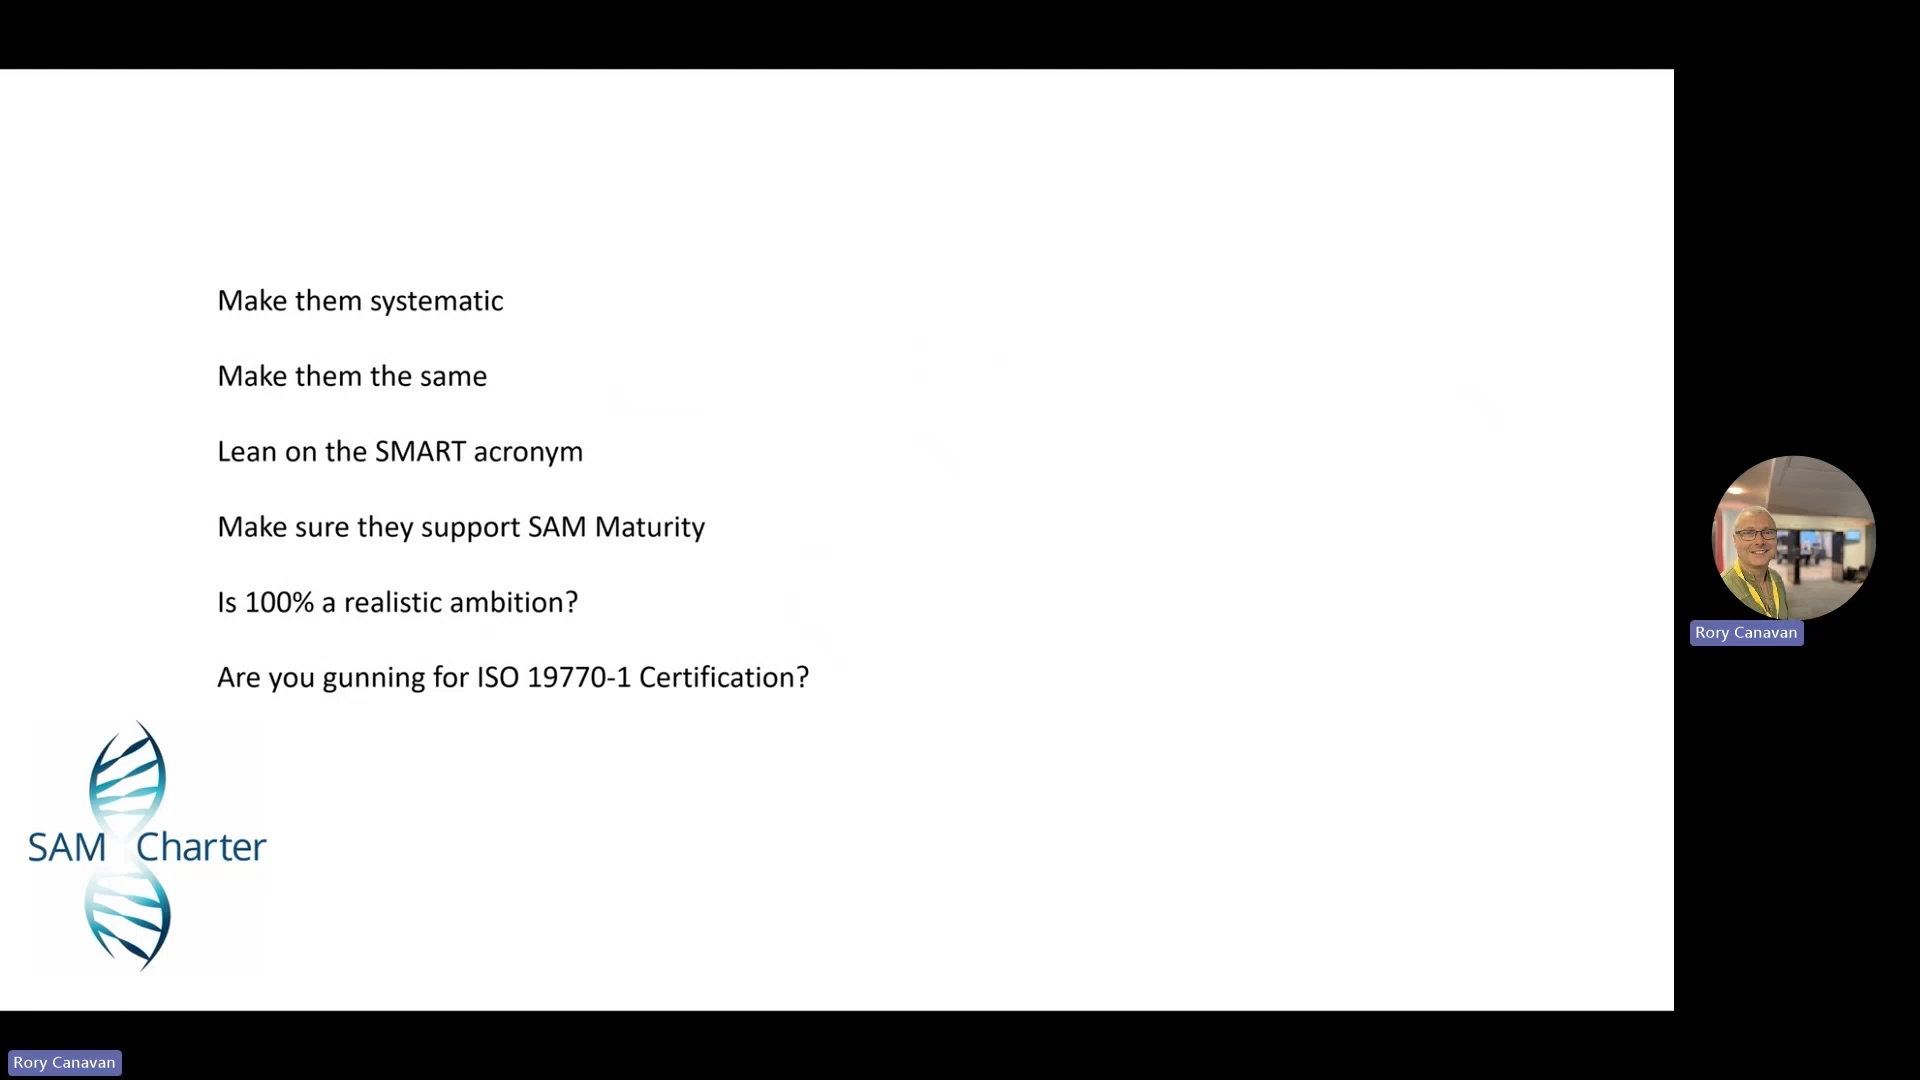 Make them systematic
Make them the same
Lean on the SMART acronym
Make sure they support SAM Maturity
Is 100% a realistic ambition?
Are you gunning for ISO 19770-1 Certification?
SAM Charter
Rory Canavan
Rory Canavan